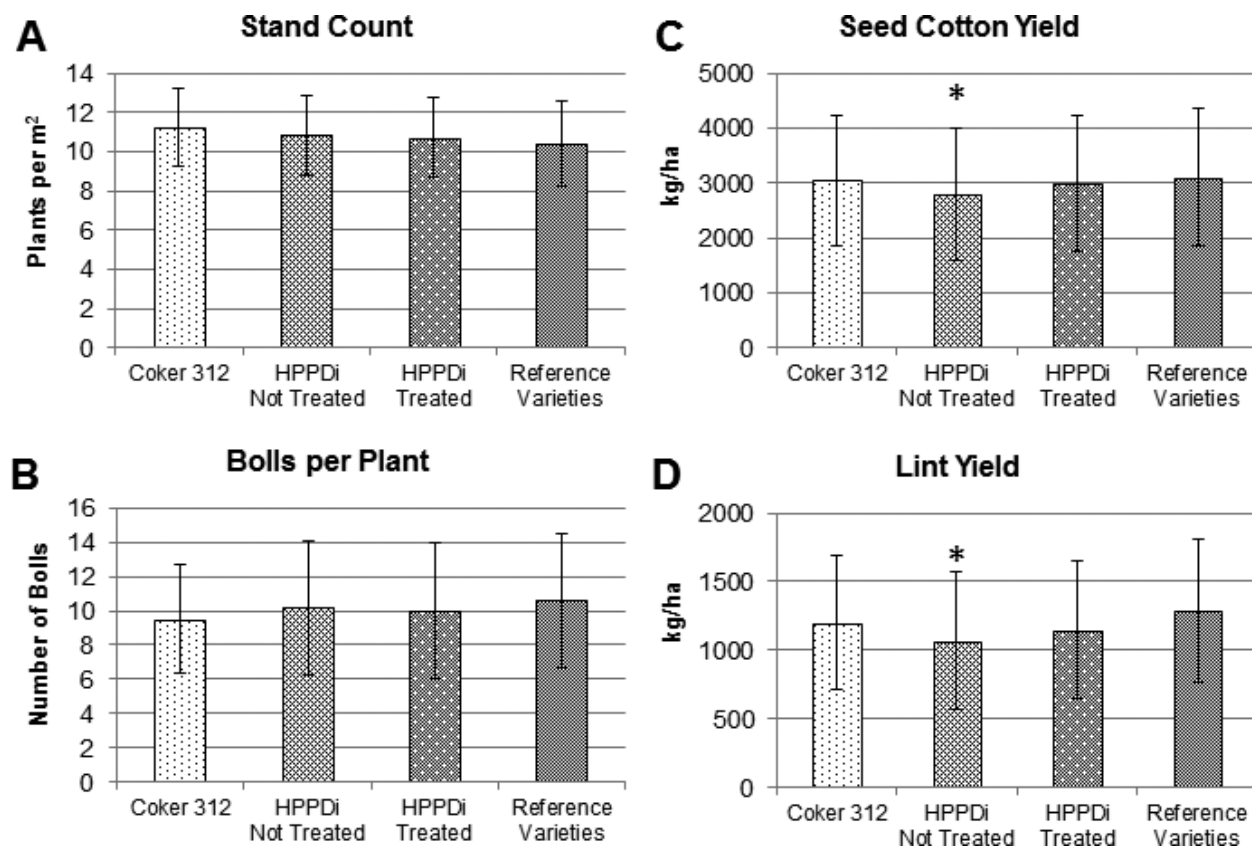 A
Stand Count
Plants per m²
14
12
10
8
6
4
2
0
Coker 312
HPPDi
Not Treated
HPPDi
Treated
Reference
Varieties
B
Bolls per Plant
Number of Bolls
16
14
12
10
8
6
4
2
0
Coker 312
HPPDi
Not Treated
HPPDi
Treated
Reference
Varieties
C
Seed Cotton Yield
kg/ha
5000
4000
3000
2000
1000
0
*
Coker 312
HPPDi
Not Treated
HPPDi
Treated
Reference
Varieties
D
Lint Yield
kg/ha
2000
1500
1000
500
0
*
Coker 312
HPPDi
Not Treated
HPPDi
Treated
Reference
Varieties